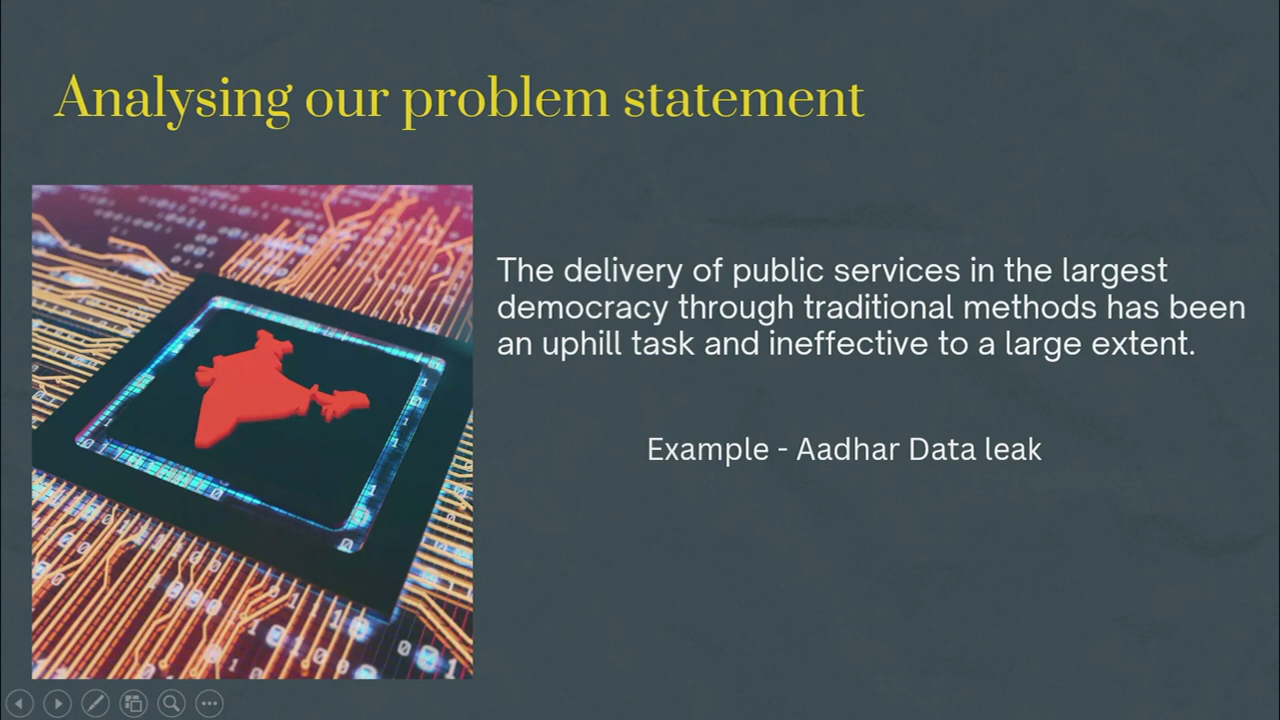 Analysing our problem statement
The delivery of public services in the largest
democracy through traditional methods has been
an uphill task and ineffective to a large extent.
Example - Aadhar Data leak